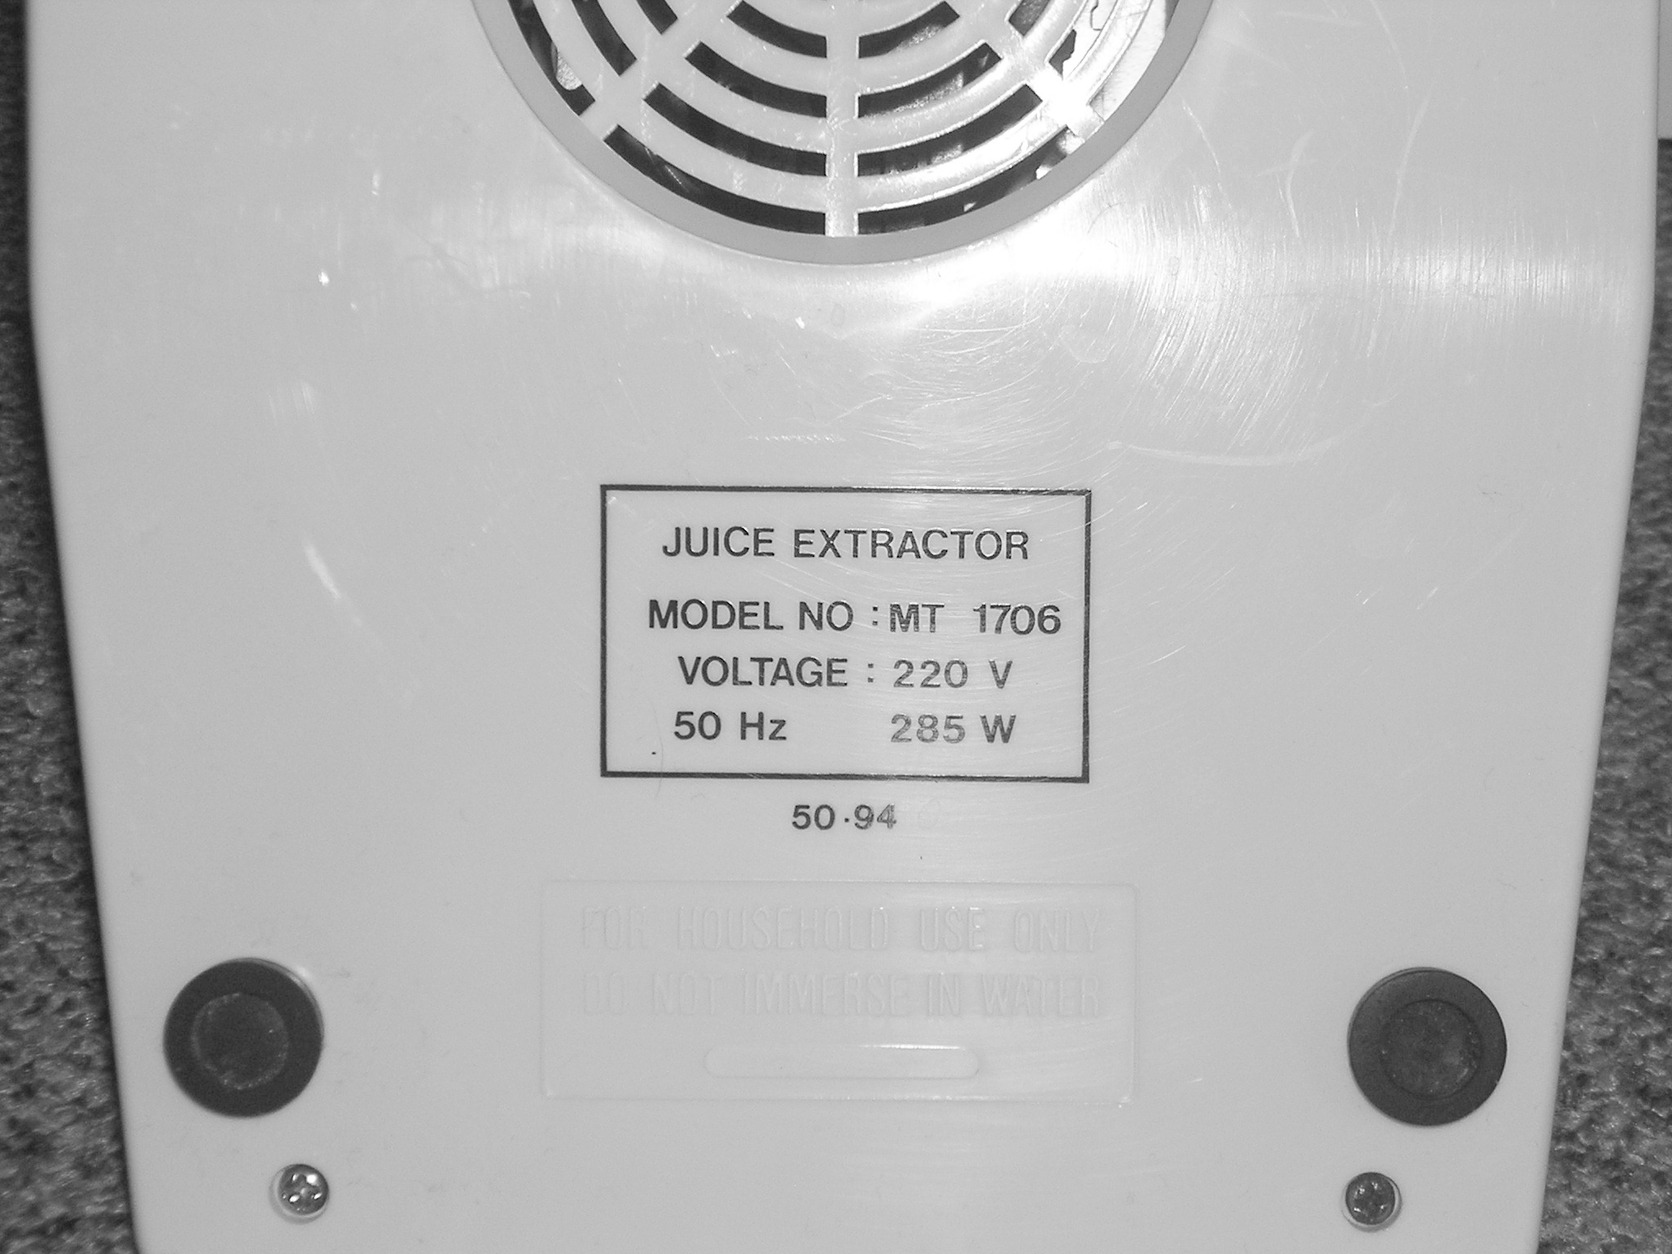 JUICE EXTRACTOR
MODEL NO : MT 1706
VOLTAGE : 220 V
50 Hz 285 W
50·94
FOR HOUSEHOLD USE ONLY
DO NOT IMMERSE IN WATER